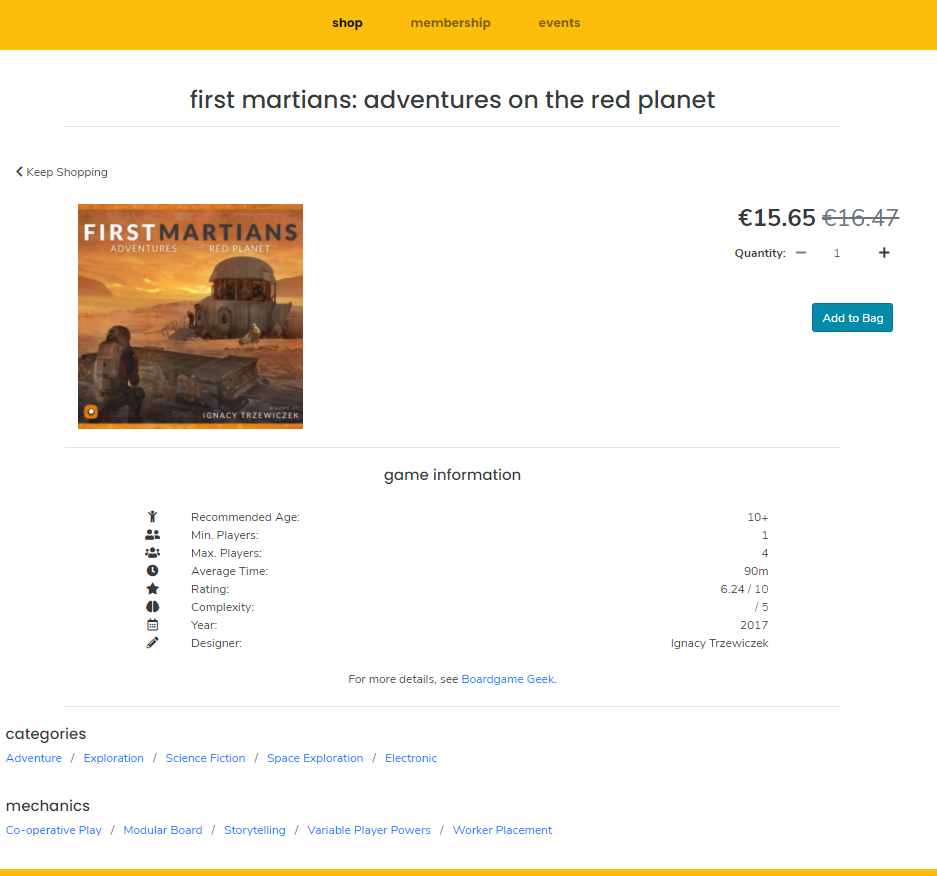 shop membership events
first martians: adventures on the red planet
Keep Shopping
FIRSTMARTIANS
ADVENTURES ON THE RED PLANET
IGNACY TRZEWICZEK
€15.65 €16.47
Quantity: − 1 +
Add to Bag
game information
Recommended Age: 10+
Min. Players: 1
Max. Players: 4
Average Time: 90m
Rating: 6.24 / 10
Complexity: / 5
Year: 2017
Designer: Ignacy Trzewiczek
For more details, see Boardgame Geek.
categories
Adventure / Exploration / Science Fiction / Space Exploration / Electronic
mechanics
Co-operative Play / Modular Board / Storytelling / Variable Player Powers / Worker Placement